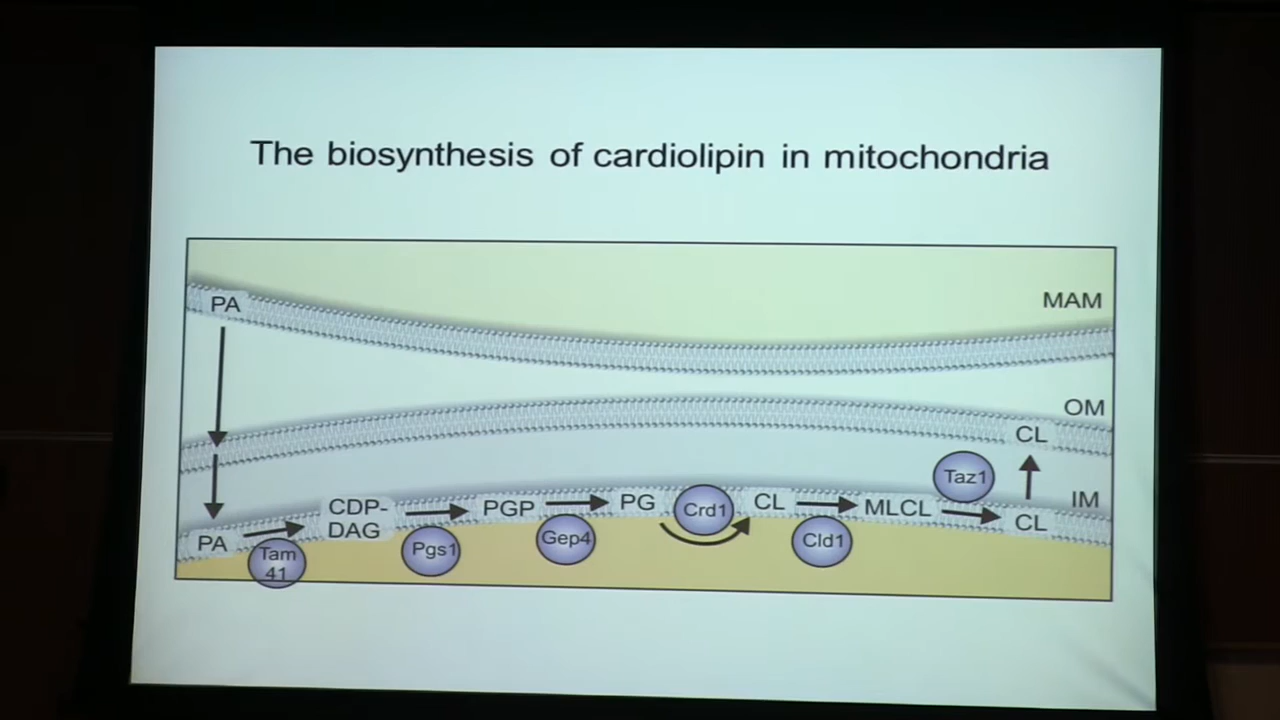 The biosynthesis of cardiolipin in mitochondria
PA
MAM
OM
CL
Taz1
IM
PA
Tam
41
CDP-
DAG
Pgs1
PGP
Gep4
PG
Crd1
CL
Cld1
MLCL
CL